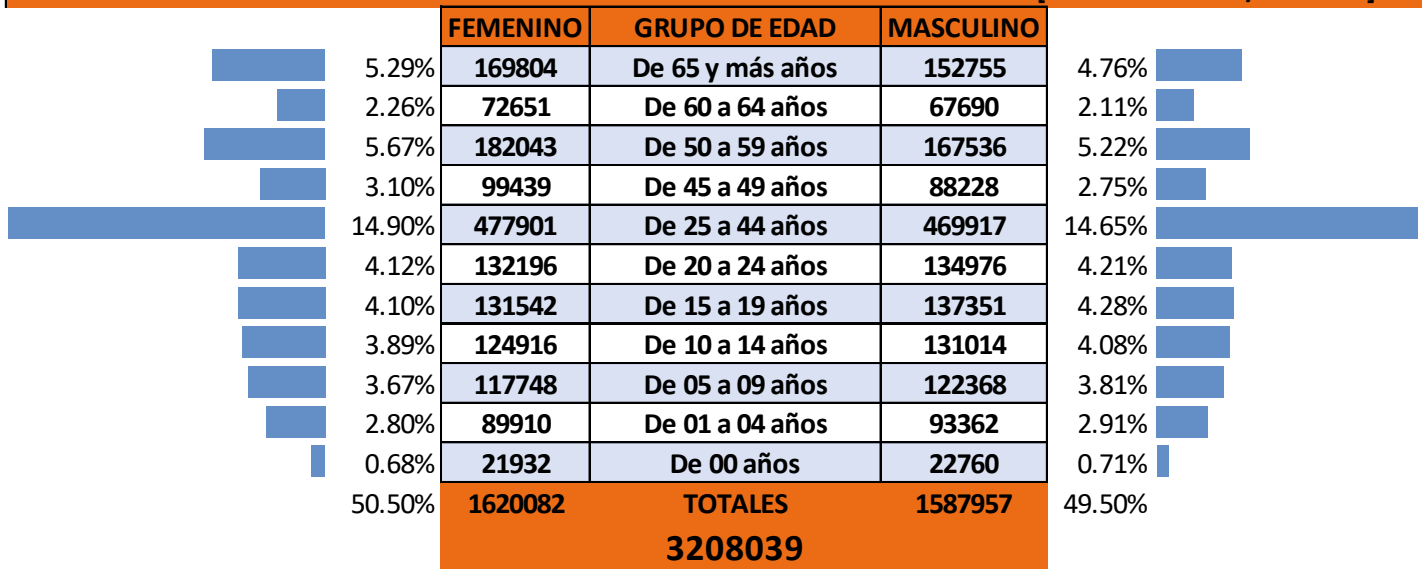 FEMENINO GRUPO DE EDAD MASCULINO
5.29% 169804 De 65 y más años 152755 4.76%
2.26% 72651 De 60 a 64 años 67690 2.11%
5.67% 182043 De 50 a 59 años 167536 5.22%
3.10% 99439 De 45 a 49 años 88228 2.75%
14.90% 477901 De 25 a 44 años 469917 14.65%
4.12% 132196 De 20 a 24 años 134976 4.21%
4.10% 131542 De 15 a 19 años 137351 4.28%
3.89% 124916 De 10 a 14 años 131014 4.08%
3.67% 117748 De 05 a 09 años 122368 3.81%
2.80% 89910 De 01 a 04 años 93362 2.91%
0.68% 21932 De 00 años 22760 0.71%
50.50% 1620082 TOTALES 1587957 49.50%
3208039